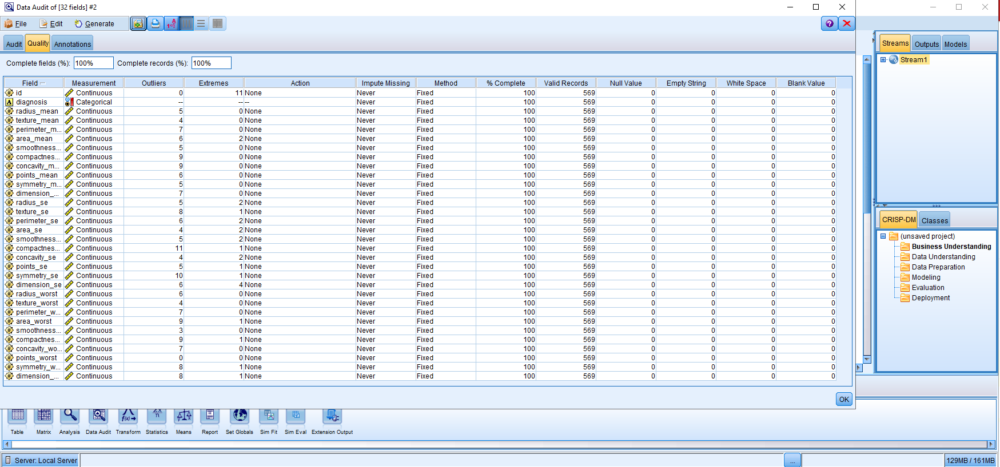 Data Audit of [32 fields] #2
File Edit Generate
Audit Quality Annotations
Complete fields (%): 100% Complete records (%): 100%
Field Measurement Outliers Extremes Action Impute Missing Method % Complete Valid Records Null Value Empty String White Space Blank Value
id Continuous 0 11 None Never Fixed 100 569 0 0 0 0
diagnosis Categorical -- -- -- Never Fixed 100 569 0 0 0 0
radius_mean Continuous 5 0 None Never Fixed 100 569 0 0 0 0
texture_mean Continuous 4 0 None Never Fixed 100 569 0 0 0 0
perimeter_m... Continuous 7 0 None Never Fixed 100 569 0 0 0 0
area_mean Continuous 6 2 None Never Fixed 100 569 0 0 0 0
smoothness... Continuous 5 0 None Never Fixed 100 569 0 0 0 0
compactnes... Continuous 9 0 None Never Fixed 100 569 0 0 0 0
concavity_m... Continuous 9 0 None Never Fixed 100 569 0 0 0 0
points_mean Continuous 6 0 None Never Fixed 100 569 0 0 0 0
symmetry_m... Continuous 5 0 None Never Fixed 100 569 0 0 0 0
dimension_... Continuous 7 0 None Never Fixed 100 569 0 0 0 0
radius_se Continuous 5 2 None Never Fixed 100 569 0 0 0 0
texture_se Continuous 8 1 None Never Fixed 100 569 0 0 0 0
perimeter_se Continuous 6 2 None Never Fixed 100 569 0 0 0 0
area_se Continuous 4 2 None Never Fixed 100 569 0 0 0 0
smoothness... Continuous 5 2 None Never Fixed 100 569 0 0 0 0
compactnes... Continuous 11 1 None Never Fixed 100 569 0 0 0 0
concavity_se Continuous 4 2 None Never Fixed 100 569 0 0 0 0
points_se Continuous 5 1 None Never Fixed 100 569 0 0 0 0
symmetry_se Continuous 10 1 None Never Fixed 100 569 0 0 0 0
dimension_se Continuous 6 4 None Never Fixed 100 569 0 0 0 0
radius_worst Continuous 6 0 None Never Fixed 100 569 0 0 0 0
texture_worst Continuous 4 0 None Never Fixed 100 569 0 0 0 0
perimeter_w... Continuous 7 0 None Never Fixed 100 569 0 0 0 0
area_worst Continuous 9 1 None Never Fixed 100 569 0 0 0 0
smoothness... Continuous 3 0 None Never Fixed 100 569 0 0 0 0
compactnes... Continuous 9 1 None Never Fixed 100 569 0 0 0 0
concavity_wo... Continuous 7 0 None Never Fixed 100 569 0 0 0 0
points_worst Continuous 0 0 None Never Fixed 100 569 0 0 0 0
symmetry_w... Continuous 8 1 None Never Fixed 100 569 0 0 0 0
dimension_... Continuous 8 1 None Never Fixed 100 569 0 0 0 0
OK
Streams Outputs Models
Stream1
CRISP-DM Classes
(unsaved project)
Business Understanding
Data Understanding
Data Preparation
Modeling
Evaluation
Deployment
Table Matrix Analysis Data Audit Transform Statistics Means Report Set Globals Sim Fit Sim Eval Extension Output
Server: Local Server ... 129MB / 161MB